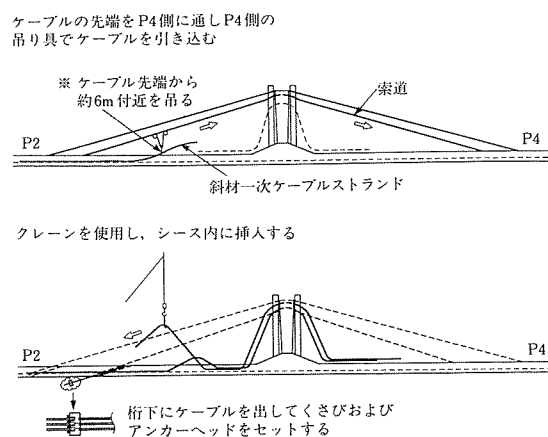 ケーブルの先端をP4側に通しP4側の
吊り具でケーブルを引き込む
※ ケーブル先端から
約6m付近を吊る
索道
P2
P4
斜材一次ケーブルストランド
クレーンを使用し，シース内に挿入する
P2
P4
桁下にケーブルを出してくさびおよび
アンカーヘッドをセットする